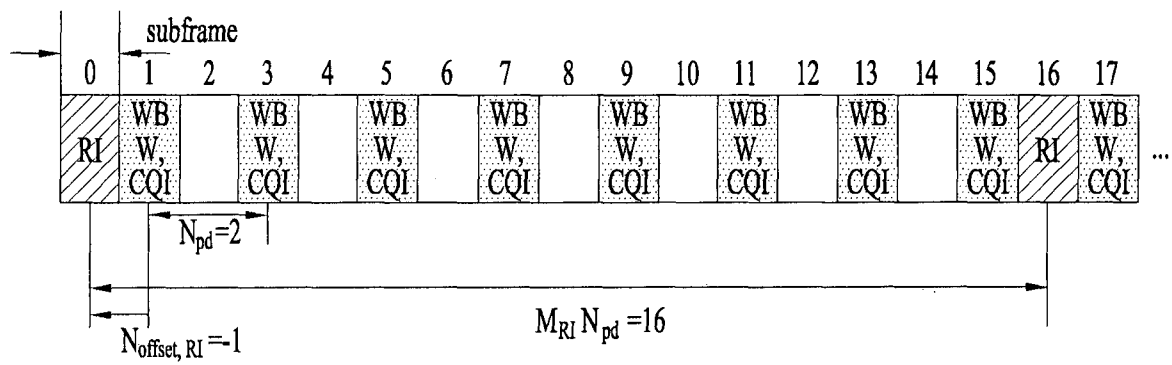 subframe
0 1 2 3 4 5 6 7 8 9 10 11 12 13 14 15 16 17
RI WB W, CQI WB W, CQI WB W, CQI WB W, CQI WB W, CQI WB W, CQI WB W, CQI WB W, CQI RI WB W, CQI ...
Npd=2
MRI Npd =16
Noffset, RI =-1